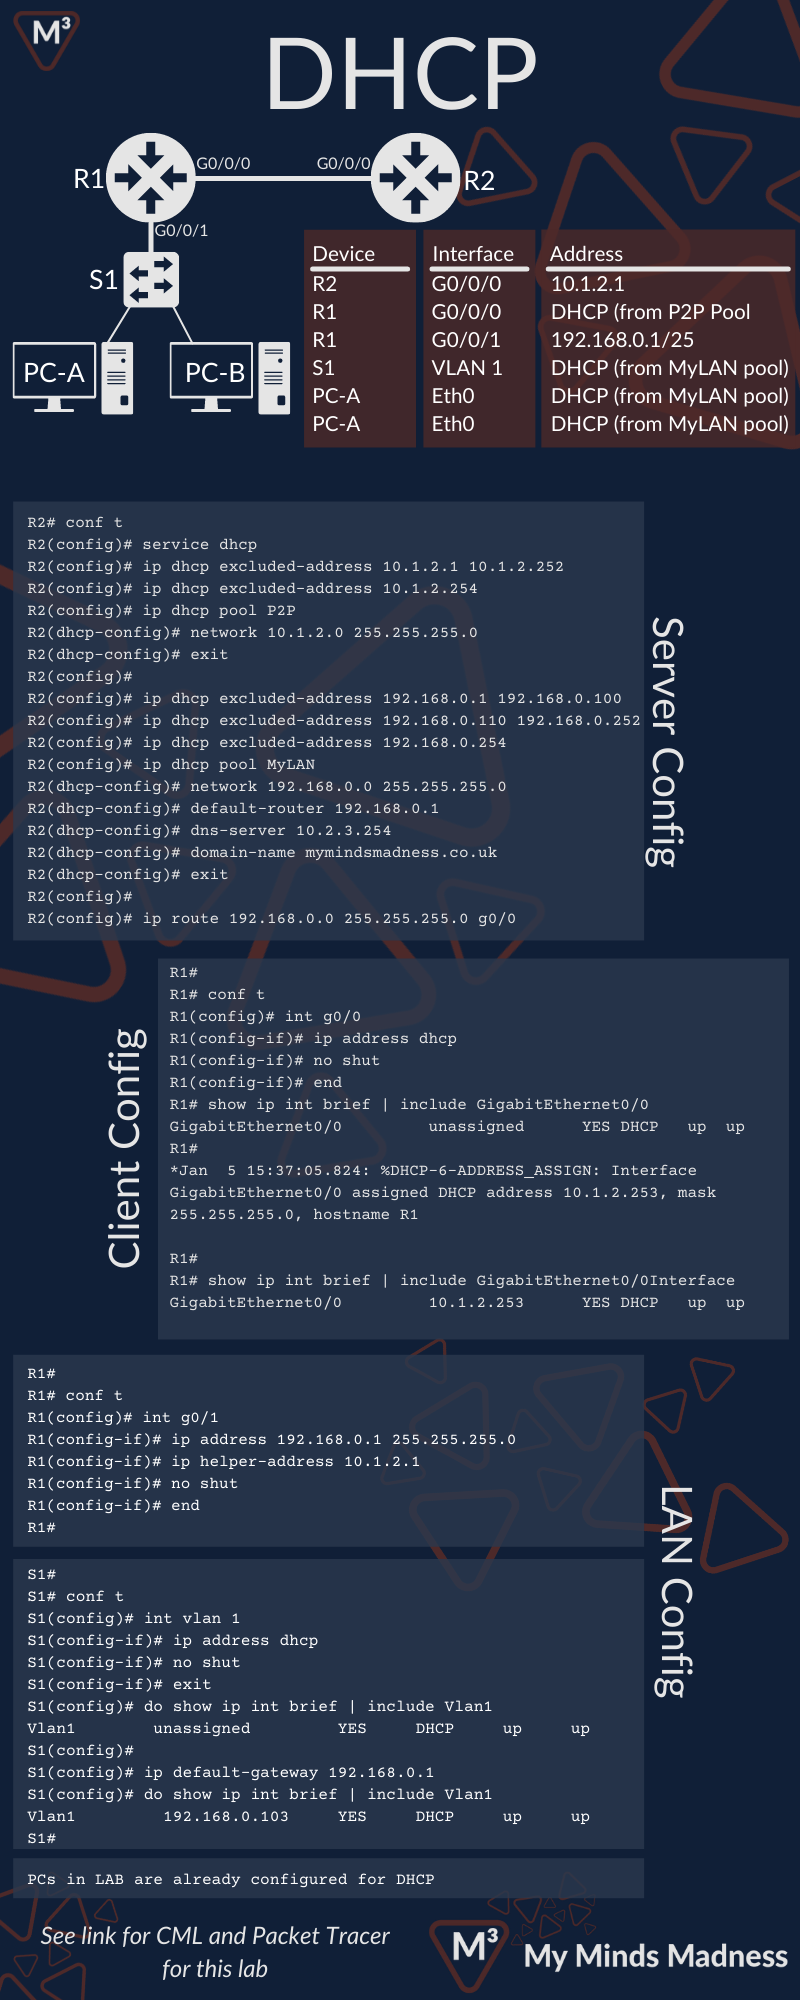 M³
DHCP
R1
G0/0/0
G0/0/0
R2
G0/0/1
S1
PC-A
PC-B
Device Interface Address
R2 G0/0/0 10.1.2.1
R1 G0/0/0 DHCP (from P2P Pool
R1 G0/0/1 192.168.0.1/25
S1 VLAN 1 DHCP (from MyLAN pool)
PC-A Eth0 DHCP (from MyLAN pool)
PC-A Eth0 DHCP (from MyLAN pool)
R2# conf t
R2(config)# service dhcp
R2(config)# ip dhcp excluded-address 10.1.2.1 10.1.2.252
R2(config)# ip dhcp excluded-address 10.1.2.254
R2(config)# ip dhcp pool P2P
R2(dhcp-config)# network 10.1.2.0 255.255.255.0
R2(dhcp-config)# exit
R2(config)#
R2(config)# ip dhcp excluded-address 192.168.0.1 192.168.0.100
R2(config)# ip dhcp excluded-address 192.168.0.110 192.168.0.252
R2(config)# ip dhcp excluded-address 192.168.0.254
R2(config)# ip dhcp pool MyLAN
R2(dhcp-config)# network 192.168.0.0 255.255.255.0
R2(dhcp-config)# default-router 192.168.0.1
R2(dhcp-config)# dns-server 10.2.3.254
R2(dhcp-config)# domain-name mymindsmadness.co.uk
R2(dhcp-config)# exit
R2(config)#
R2(config)# ip route 192.168.0.0 255.255.255.0 g0/0
Server Config
Client Config
R1#
R1# conf t
R1(config)# int g0/0
R1(config-if)# ip address dhcp
R1(config-if)# no shut
R1(config-if)# end
R1# show ip int brief | include GigabitEthernet0/0
GigabitEthernet0/0 unassigned YES DHCP up up
R1#
*Jan 5 15:37:05.824: %DHCP-6-ADDRESS_ASSIGN: Interface
GigabitEthernet0/0 assigned DHCP address 10.1.2.253, mask
255.255.255.0, hostname R1
R1#
R1# show ip int brief | include GigabitEthernet0/0Interface
GigabitEthernet0/0 10.1.2.253 YES DHCP up up
R1#
R1# conf t
R1(config)# int g0/1
R1(config-if)# ip address 192.168.0.1 255.255.255.0
R1(config-if)# ip helper-address 10.1.2.1
R1(config-if)# no shut
R1(config-if)# end
R1#
LAN Config
S1#
S1# conf t
S1(config)# int vlan 1
S1(config-if)# ip address dhcp
S1(config-if)# no shut
S1(config-if)# exit
S1(config)# do show ip int brief | include Vlan1
Vlan1 unassigned YES DHCP up up
S1(config)#
S1(config)# ip default-gateway 192.168.0.1
S1(config)# do show ip int brief | include Vlan1
Vlan1 192.168.0.103 YES DHCP up up
S1#
PCs in LAB are already configured for DHCP
See link for CML and Packet Tracer
for this lab
M³
My Minds Madness